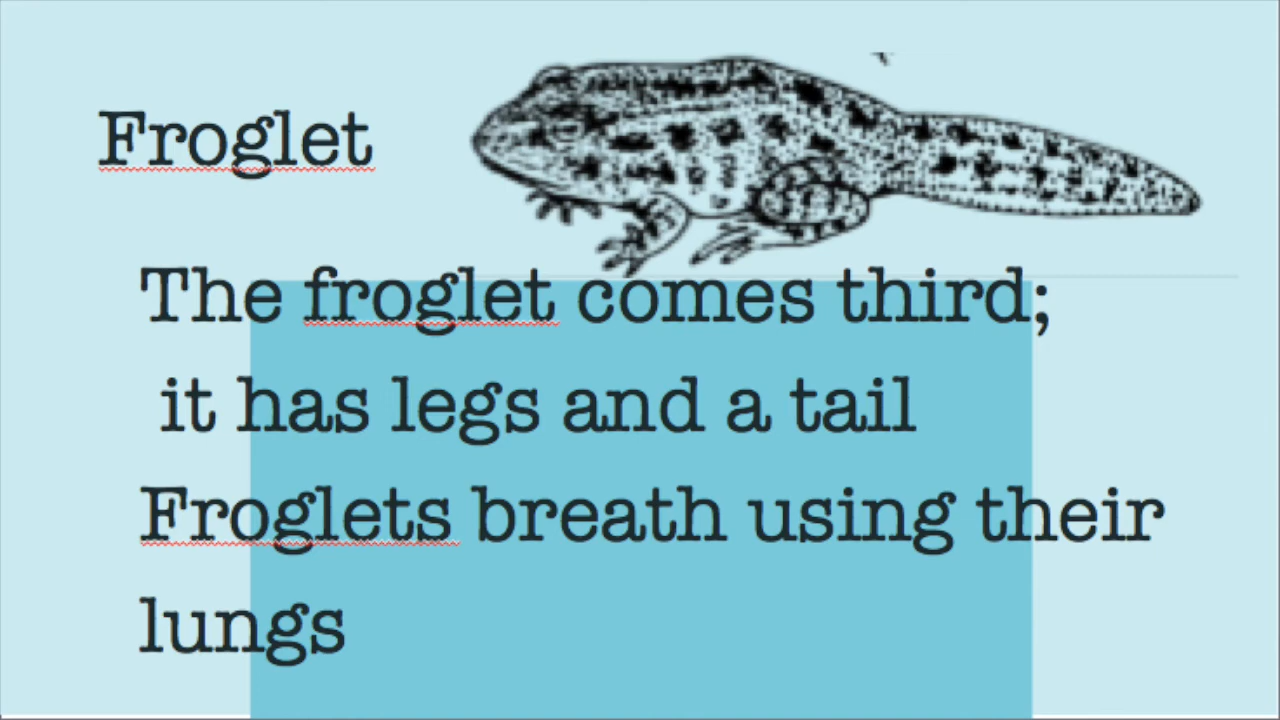 Froglet
The froglet comes third;
it has legs and a tail
Froglets breath using their
lungs